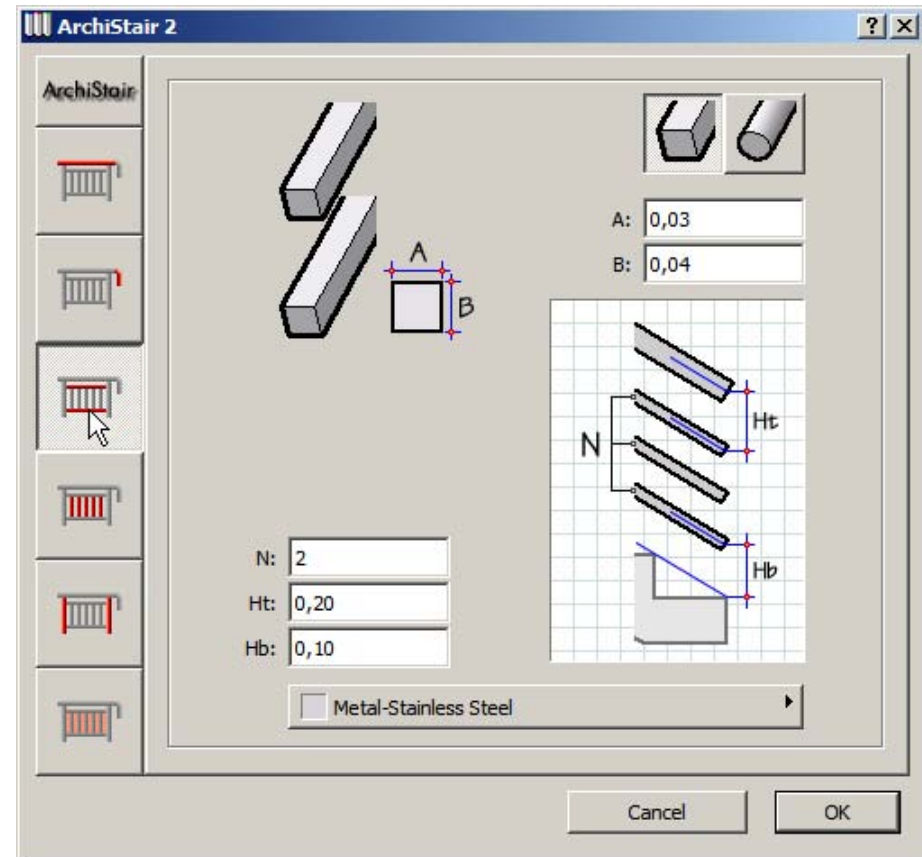 ArchiStair 2
ArchiStair
A: 0,03
B: 0,04
A
B
Ht
N
Hb
N: 2
Ht: 0,20
Hb: 0,10
Metal-Stainless Steel
Cancel
OK